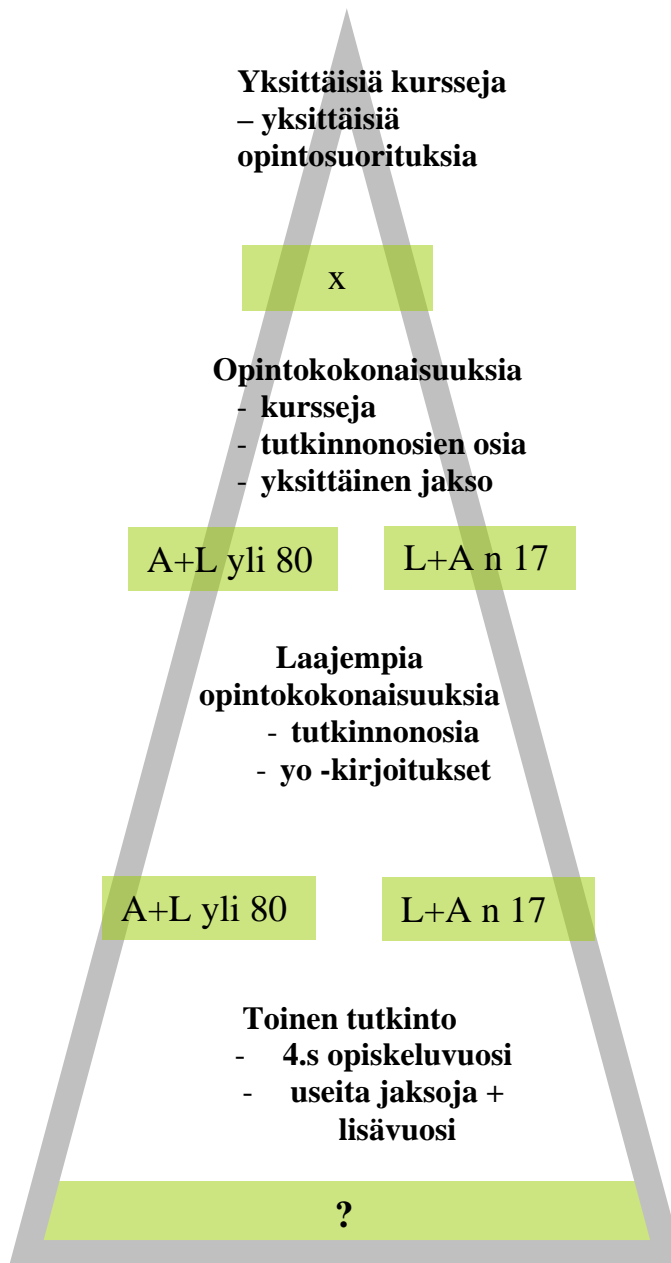 Yksittäisiä kursseja
– yksittäisiä
opintosuorituksia
x
Opintokokonaisuuksia
- kursseja
- tutkinnonosien osia
- yksittäinen jakso
A+L yli 80
L+A n 17
Laajempia
opintokokonaisuuksia
- tutkinnonosia
- yo -kirjoitukset
A+L yli 80
L+A n 17
Toinen tutkinto
- 4.s opiskeluvuosi
- useita jaksoja +
lisävuosi
?